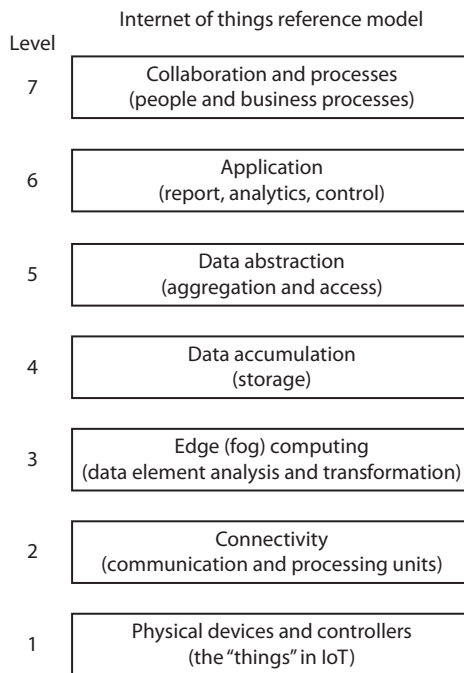 Internet of things reference model
Level
7
Collaboration and processes
(people and business processes)
6
Application
(report, analytics, control)
5
Data abstraction
(aggregation and access)
4
Data accumulation
(storage)
3
Edge (fog) computing
(data element analysis and transformation)
2
Connectivity
(communication and processing units)
1
Physical devices and controllers
(the “things” in IoT)